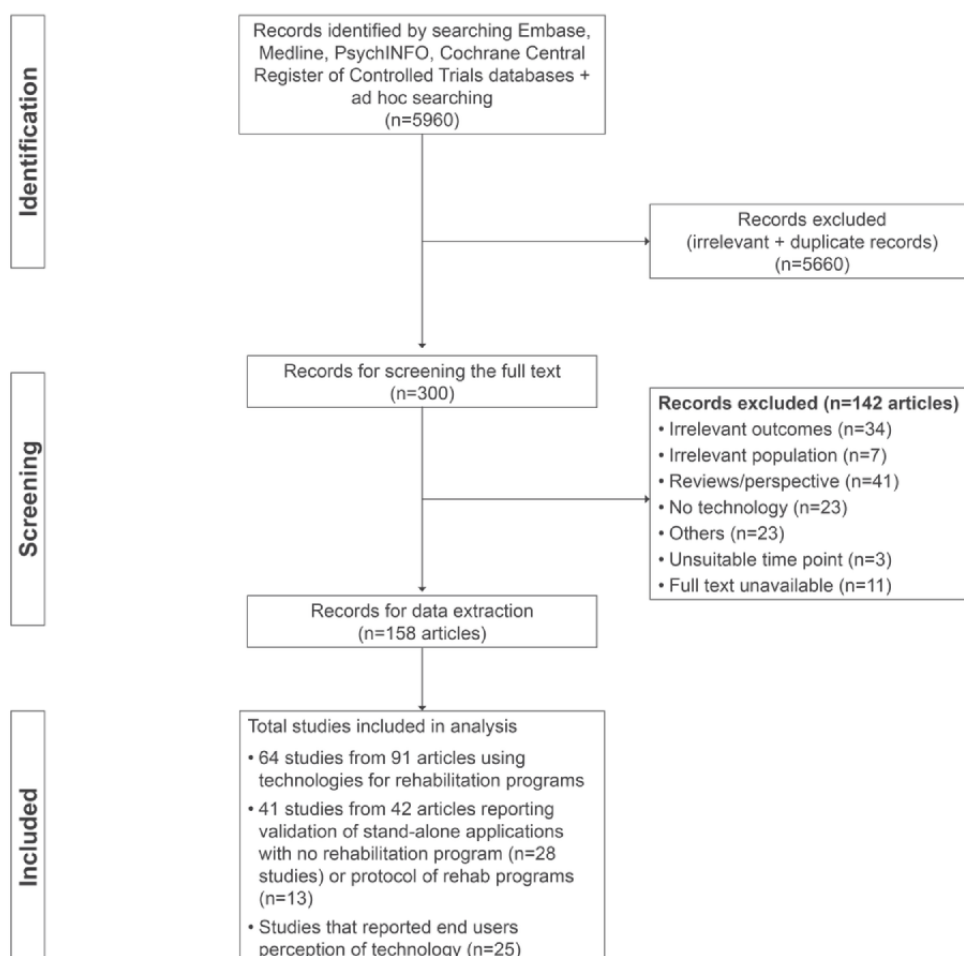 Identification
Records identified by searching Embase,
Medline, PsychINFO, Cochrane Central
Register of Controlled Trials databases +
ad hoc searching
(n=5960)
Records excluded
(irrelevant + duplicate records)
(n=5660)
Screening
Records for screening the full text
(n=300)
Records excluded (n=142 articles)
• Irrelevant outcomes (n=34)
• Irrelevant population (n=7)
• Reviews/perspective (n=41)
• No technology (n=23)
• Others (n=23)
• Unsuitable time point (n=3)
• Full text unavailable (n=11)
Records for data extraction
(n=158 articles)
Included
Total studies included in analysis
• 64 studies from 91 articles using
technologies for rehabilitation programs
• 41 studies from 42 articles reporting
validation of stand-alone applications
with no rehabilitation program (n=28
studies) or protocol of rehab programs
(n=13)
• Studies that reported end users
perception of technology (n=25)